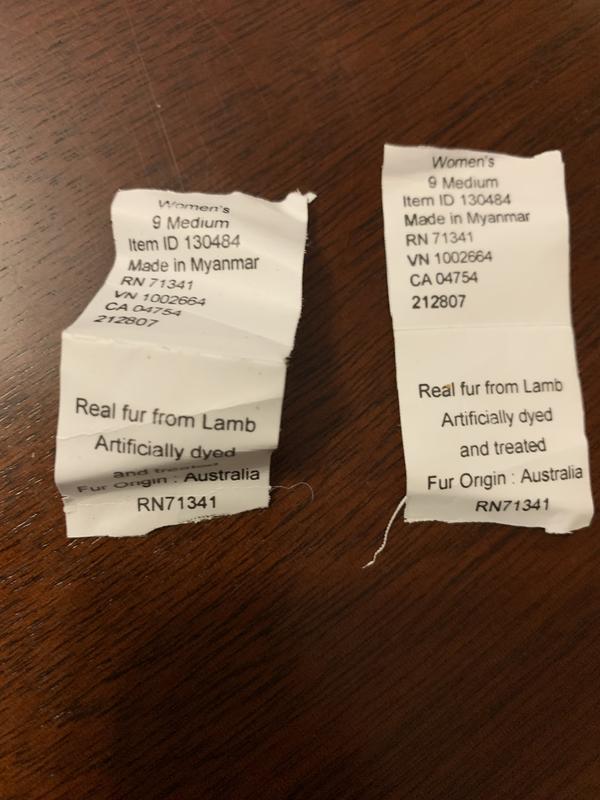 Women's
9 Medium
Item ID 130484
Made in Myanmar
RN 71341
VN 1002664
CA 04754
212807
Real fur from Lamb
Artificially dyed
and treated
Fur Origin : Australia
RN71341
Women's
9 Medium
Item ID 130484
Made in Myanmar
RN 71341
VN 1002664
CA 04754
212807
Real fur from Lamb
Artificially dyed
and treated
Fur Origin : Australia
RN71341